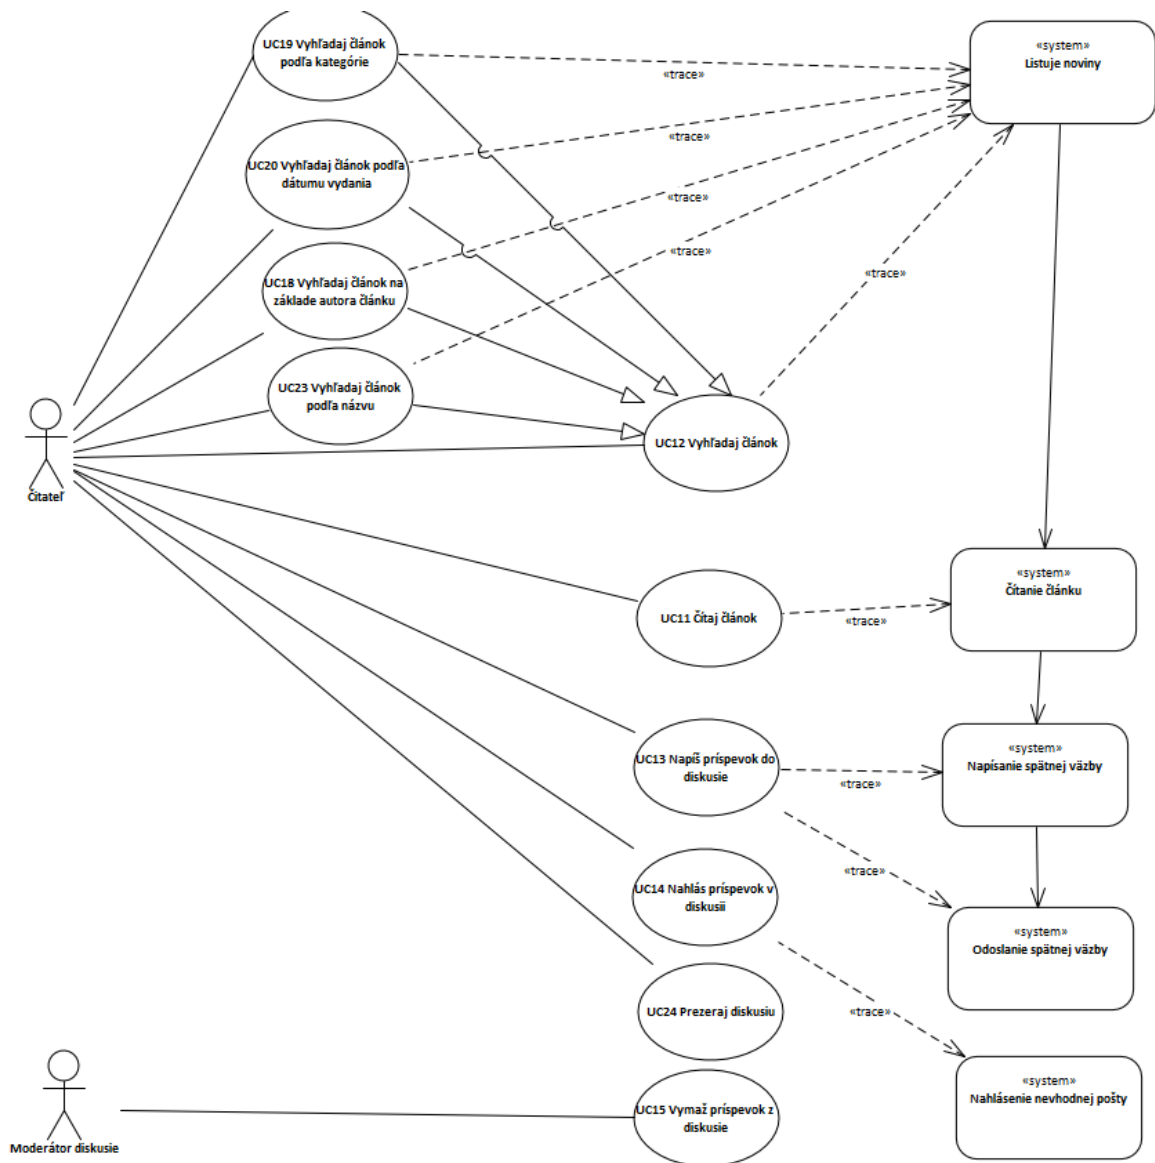 UC19 Vyhľadaj článok
podľa kategórie
«system»
Listuje noviny
«trace»
UC20 Vyhľadaj článok podľa
dátumu vydania
«trace»
«trace»
UC18 Vyhľadaj článok na
základe autora článku
«trace»
«trace»
UC23 Vyhľadaj článok
podľa názvu
UC12 Vyhľadaj článok
Čitateľ
«system»
Čítanie článku
UC11 Čítaj článok
«trace»
UC13 Napíš príspevok do
diskusie
«system»
Napísanie spätnej väzby
«trace»
«trace»
UC14 Nahlás príspevok v
diskusii
«system»
Odoslanie spätnej väzby
UC24 Prezeraj diskusiu
«trace»
«system»
Nahlásenie nevhodnej pošty
UC15 Vymaž príspevok z
diskusie
Moderátor diskusie